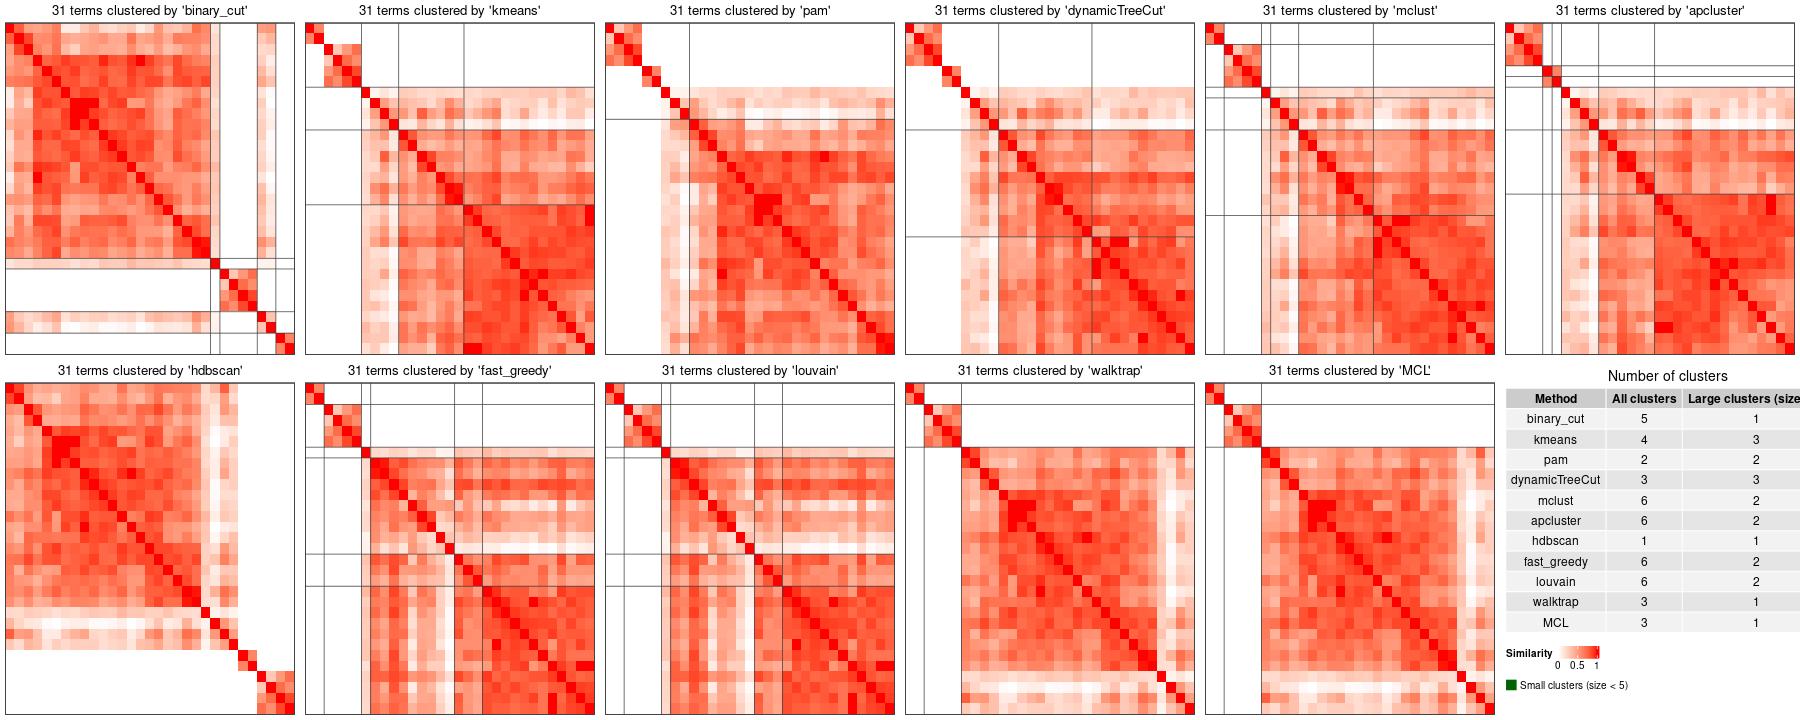 31 terms clustered by 'binary_cut'
31 terms clustered by 'kmeans'
31 terms clustered by 'pam'
31 terms clustered by 'dynamicTreeCut'
31 terms clustered by 'mclust'
31 terms clustered by 'apcluster'
31 terms clustered by 'hdbscan'
31 terms clustered by 'fast_greedy'
31 terms clustered by 'louvain'
31 terms clustered by 'walktrap'
31 terms clustered by 'MCL'
Number of clusters
Method All clusters Large clusters (size
binary_cut 5 1
kmeans 4 3
pam 2 2
dynamicTreeCut 3 3
mclust 6 2
apcluster 6 2
hdbscan 1 1
fast_greedy 6 2
louvain 6 2
walktrap 3 1
MCL 3 1
Similarity
0 0.5 1
Small clusters (size < 5)